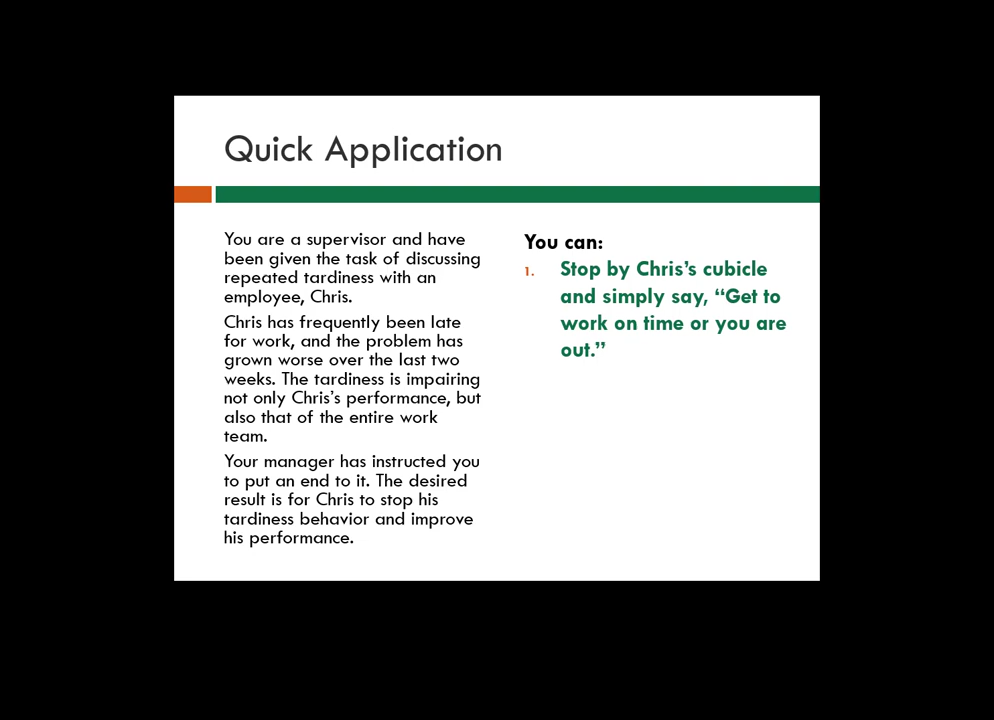 Quick Application
You are a supervisor and have
been given the task of discussing
repeated tardiness with an
employee, Chris.
Chris has frequently been late
for work, and the problem has
grown worse over the last two
weeks. The tardiness is impairing
not only Chris's performance, but
also that of the entire work
team.
Your manager has instructed you
to put an end to it. The desired
result is for Chris to stop his
tardiness behavior and improve
his performance.
You can:
1. Stop by Chris’s cubicle
and simply say, “Get to
work on time or you are
out.”